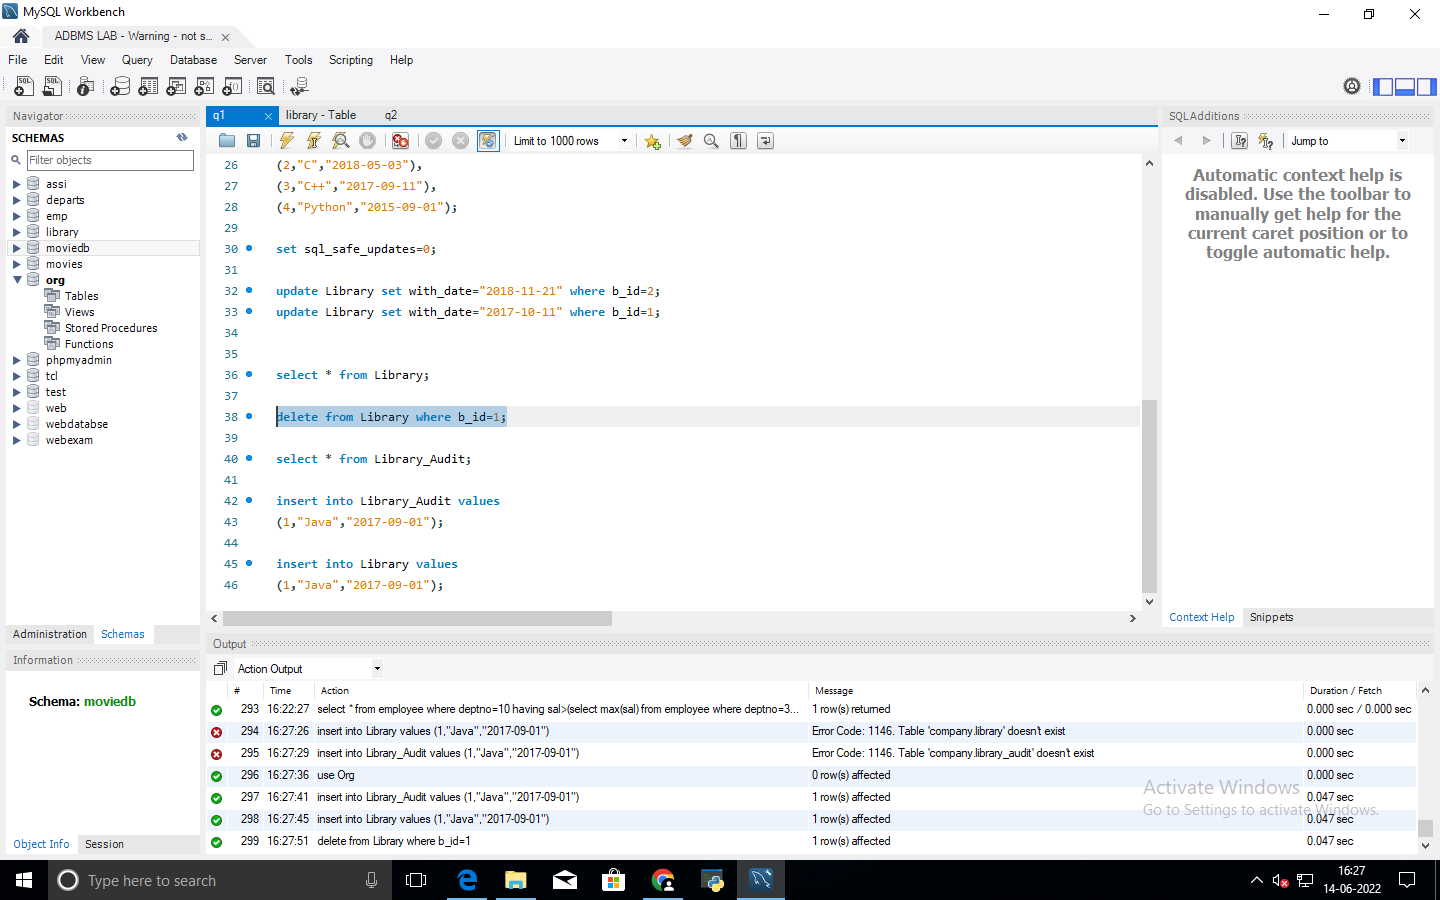 MySQL Workbench
ADBMS LAB - Warning - not s...
File Edit View Query Database Server Tools Scripting Help
Navigator
SCHEMAS
Filter objects
assi
departs
emp
library
moviedb
movies
org
Tables
Views
Stored Procedures
Functions
phpmyadmin
tcl
test
web
webdatabse
webexam
Administration Schemas
Information
Schema: moviedb
Object Info Session
q1 library - Table q2
Limit to 1000 rows
26 (2,"C","2018-05-03"),
27 (3,"C++","2017-09-11"),
28 (4,"Python","2015-09-01");
29
30 set sql_safe_updates=0;
31
32 update Library set with_date="2018-11-21" where b_id=2;
33 update Library set with_date="2017-10-11" where b_id=1;
34
35
36 select * from Library;
37
38 delete from Library where b_id=1;
39
40 select * from Library_Audit;
41
42 insert into Library_Audit values
43 (1,"Java","2017-09-01");
44
45 insert into Library values
46 (1,"Java","2017-09-01");
SQLAdditions
Jump to
Automatic context help is
disabled. Use the toolbar to
manually get help for the
current caret position or to
toggle automatic help.
Context Help Snippets
Output
Action Output
# Time Action Message Duration / Fetch
293 16:22:27 select * from employee where deptno=10 having sal>(select max(sal) from employee where deptno=3... 1 row(s) returned 0.000 sec / 0.000 sec
294 16:27:26 insert into Library values (1,"Java","2017-09-01") Error Code: 1146. Table 'company.library' doesn't exist 0.000 sec
295 16:27:29 insert into Library_Audit values (1,"Java","2017-09-01") Error Code: 1146. Table 'company.library_audit' doesn't exist 0.000 sec
296 16:27:36 use Org 0 row(s) affected 0.000 sec
297 16:27:41 insert into Library_Audit values (1,"Java","2017-09-01") 1 row(s) affected 0.047 sec
298 16:27:45 insert into Library values (1,"Java","2017-09-01") 1 row(s) affected 0.047 sec
299 16:27:51 delete from Library where b_id=1 1 row(s) affected 0.047 sec
Activate Windows
Go to Settings to activate Windows.
Type here to search
16:27
14-06-2022